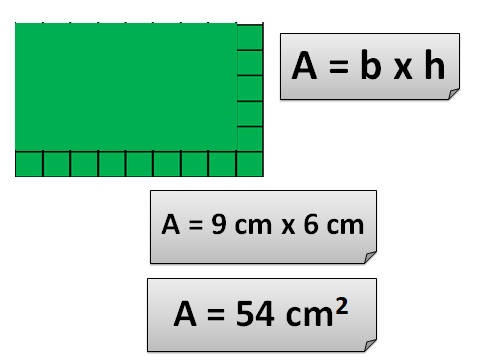 A = b x h
A = 9 cm x 6 cm
A = 54 cm²